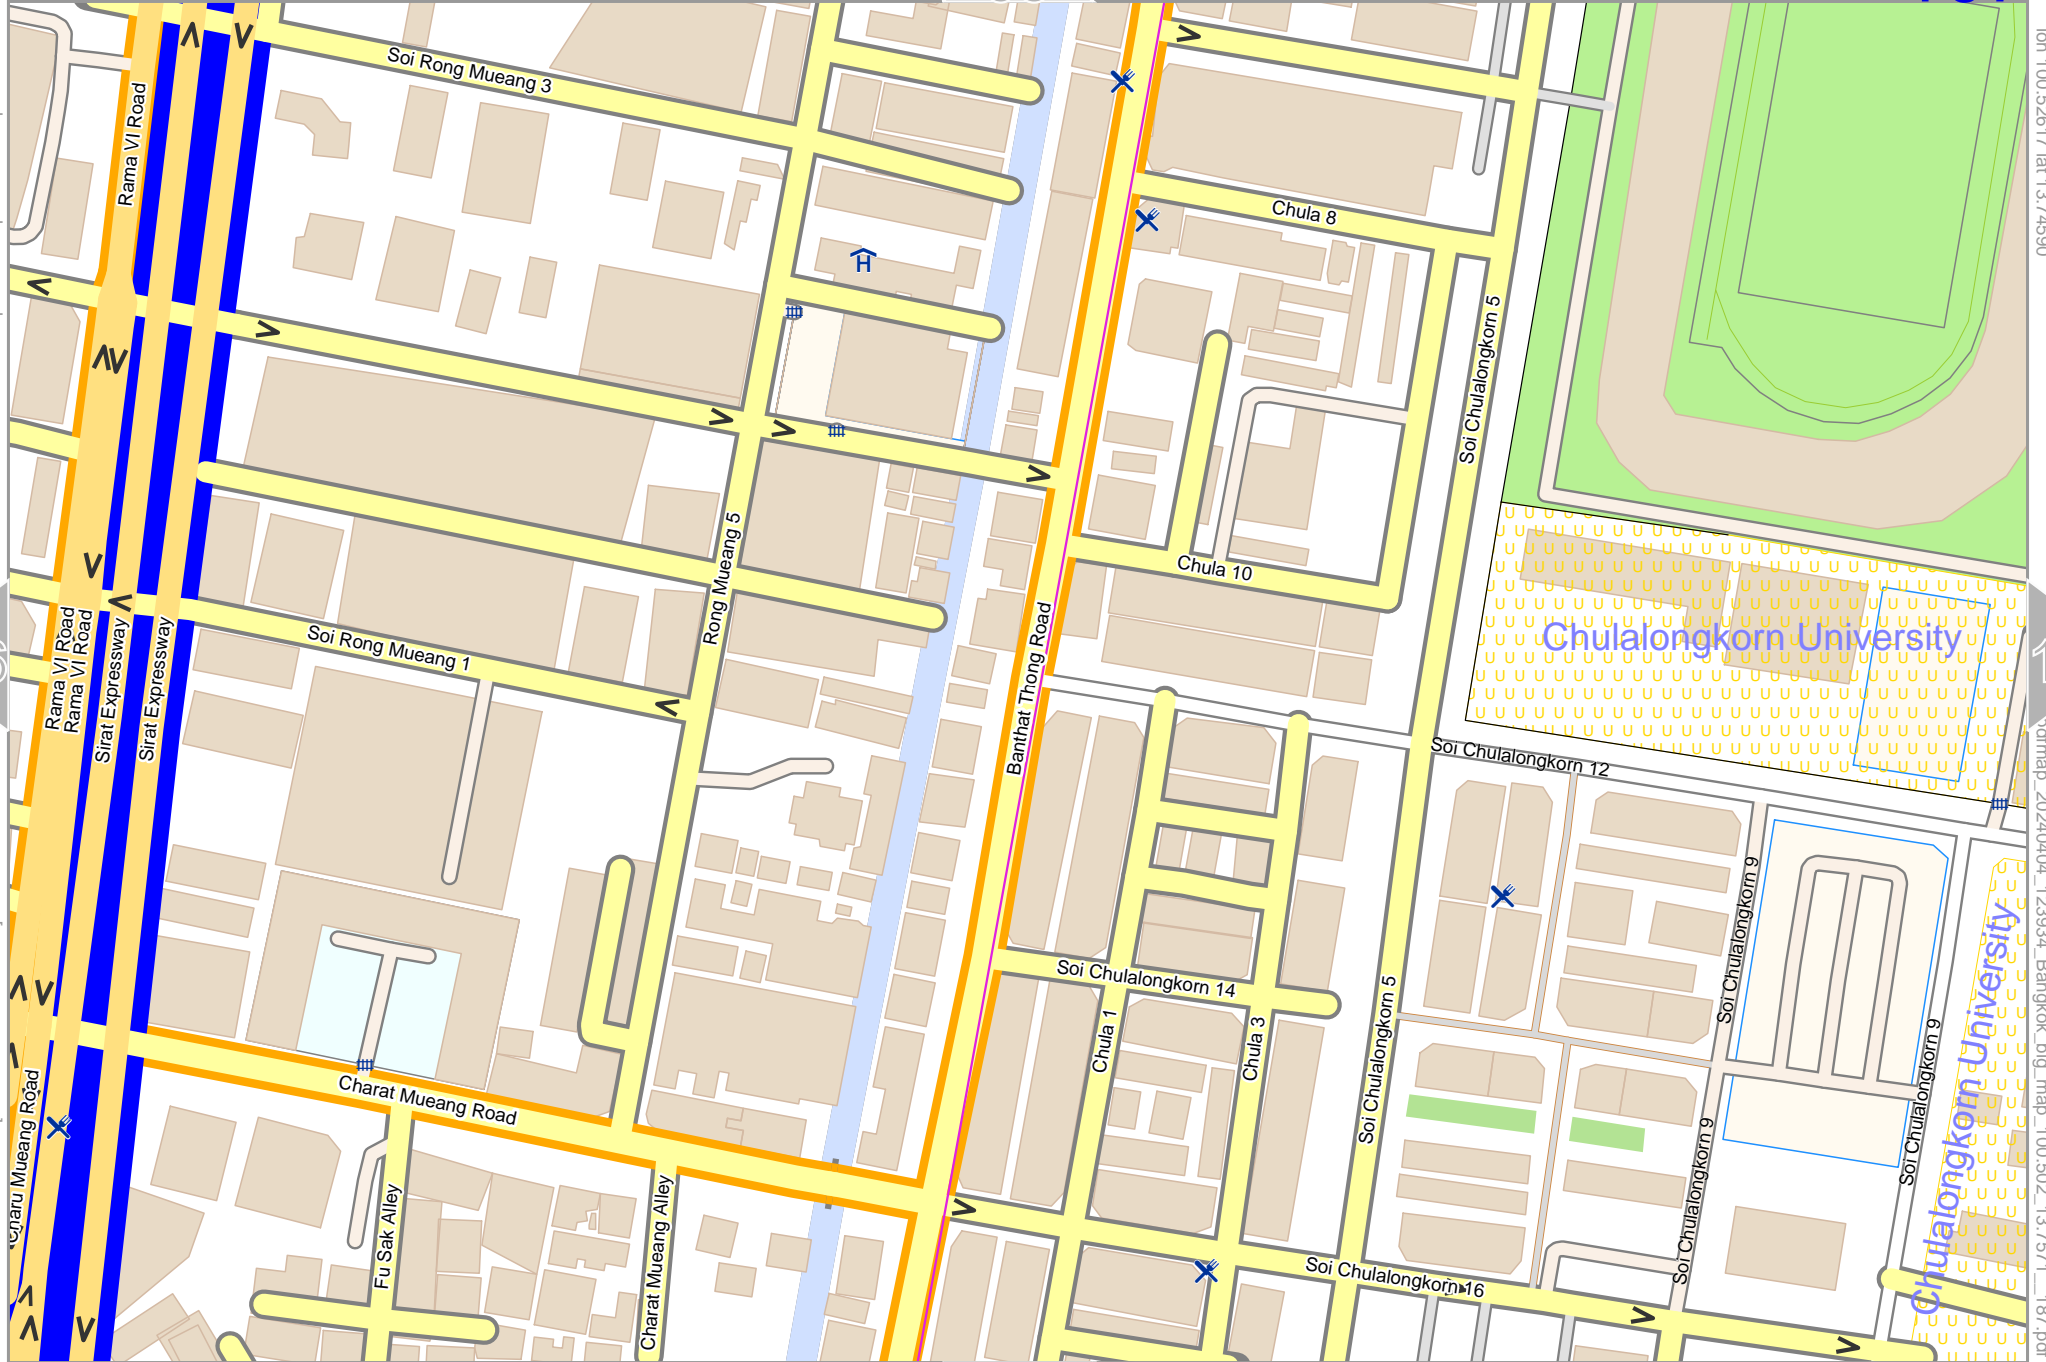 Soi Rong Mueang 3
Rama VI Road
H
Chula 8
Soi Chulalongkorn 5
Rong Mueang 5
Chula 10
Chulalongkorn University
Soi Rong Mueang 1
Rama VI Road
Rama VI Road
Sirat Expressway
Sirat Expressway
Banthat Thong Road
Soi Chulalongkorn 12
Soi Chulalongkorn 9
Soi Chulalongkorn 14
Chula 1
Chula 3
Soi Chulalongkorn 5
Soi Chulalongkorn 9
Chulalongkorn University
Charat Mueang Road
Mueang Road
Soi Chulalongkorn 9
Fu Sak Alley
Charat Mueang Alley
Soi Chulalongkorn 16